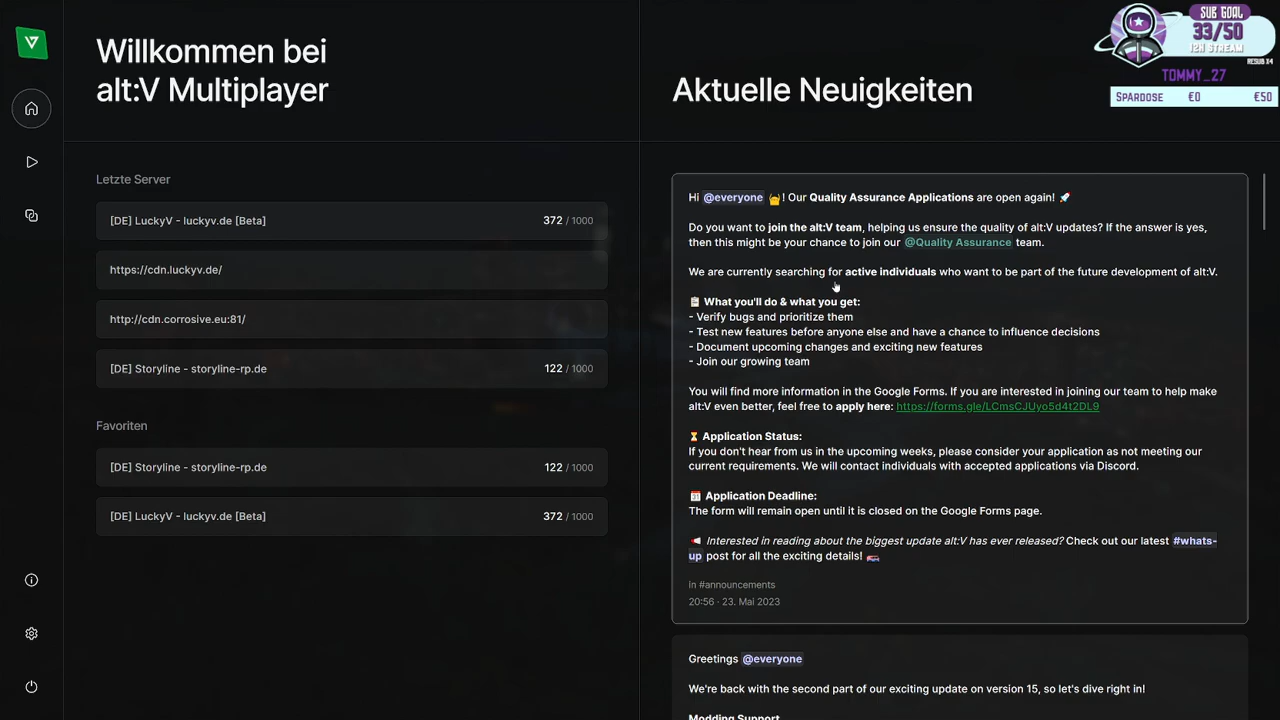 Willkommen bei
alt:V Multiplayer
Letzte Server
[DE] LuckyV - luckyv.de [Beta] 372 / 1000
https://cdn.luckyv.de/
http://cdn.corrosive.eu:81/
[DE] Storyline - storyline-rp.de 122 / 1000
Favoriten
[DE] Storyline - storyline-rp.de 122 / 1000
[DE] LuckyV - luckyv.de [Beta] 372 / 1000
Aktuelle Neuigkeiten
SUB GOAL
33/50
12H STREAM
RESUB X4
TOMMY_27
SPARDOSE €0 €50
Hi @everyone ! Our Quality Assurance Applications are open again! 🚀
Do you want to join the alt:V team, helping us ensure the quality of alt:V updates? If the answer is yes,
then this might be your chance to join our @Quality Assurance team.
We are currently searching for active individuals who want to be part of the future development of alt:V.
📋 What you'll do & what you get:
- Verify bugs and prioritize them
- Test new features before anyone else and have a chance to influence decisions
- Document upcoming changes and exciting new features
- Join our growing team
You will find more information in the Google Forms. If you are interested in joining our team to help make
alt:V even better, feel free to apply here: https://forms.gle/LCmsCJUyo5d4t2DL9
⏳ Application Status:
If you don't hear from us in the upcoming weeks, please consider your application as not meeting our
current requirements. We will contact individuals with accepted applications via Discord.
📅 Application Deadline:
The form will remain open until it is closed on the Google Forms page.
📢 Interested in reading about the biggest update alt:V has ever released? Check out our latest #whats-
up post for all the exciting details!
In #announcements
20:56 · 23. Mai 2023
Greetings @everyone
We're back with the second part of our exciting update on version 15, so let's dive right in!
Modding Support